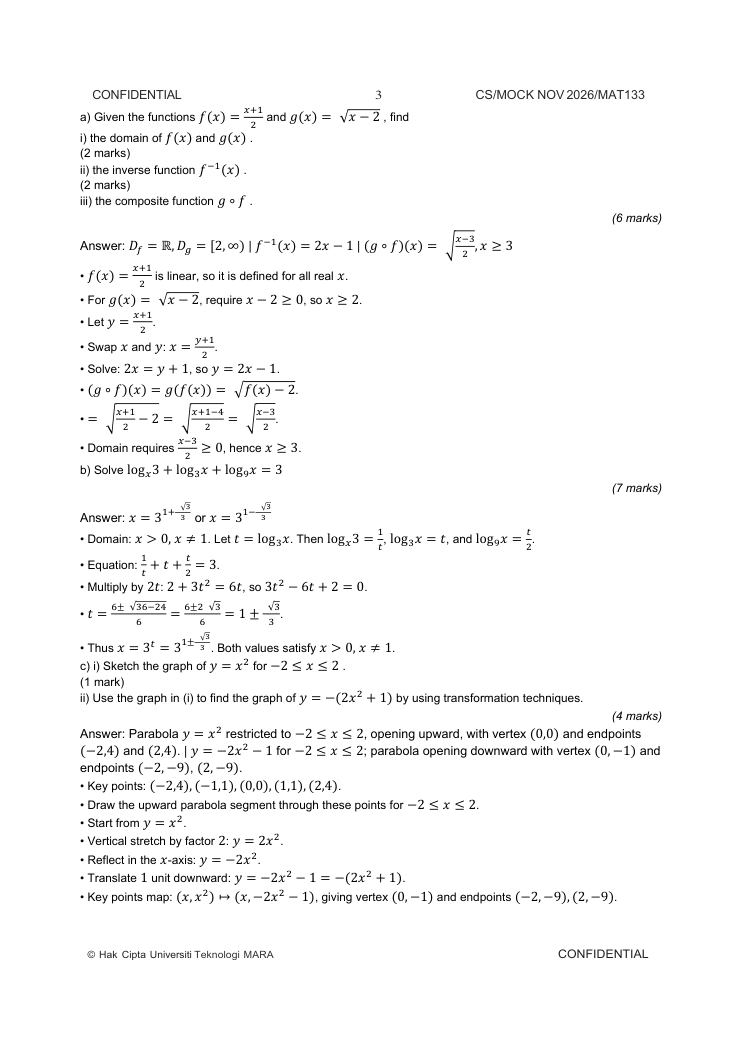 CONFIDENTIAL 3 CS/MOCK NOV 2026/MAT133
a) Given the functions f(x) = (x+1)/2 and g(x) = √(x − 2) , find
i) the domain of f(x) and g(x) .
(2 marks)
ii) the inverse function f⁻¹(x) .
(2 marks)
iii) the composite function g ∘ f .
(6 marks)
Answer: D_f = ℝ, D_g = [2, ∞) | f⁻¹(x) = 2x − 1 | (g ∘ f)(x) = √((x−3)/2), x ≥ 3
• f(x) = (x+1)/2 is linear, so it is defined for all real x.
• For g(x) = √(x − 2), require x − 2 ≥ 0, so x ≥ 2.
• Let y = (x+1)/2.
• Swap x and y: x = (y+1)/2.
• Solve: 2x = y + 1, so y = 2x − 1.
• (g ∘ f)(x) = g(f(x)) = √(f(x) − 2).
• = √((x+1)/2 − 2) = √((x+1−4)/2) = √((x−3)/2).
• Domain requires (x−3)/2 ≥ 0, hence x ≥ 3.
b) Solve logₓ3 + log₃x + log₉x = 3
(7 marks)
Answer: x = 3^(1+√3/3) or x = 3^(1−√3/3)
• Domain: x > 0, x ≠ 1. Let t = log₃x. Then logₓ3 = 1/t, log₃x = t, and log₉x = t/2.
• Equation: 1/t + t + t/2 = 3.
• Multiply by 2t: 2 + 3t² = 6t, so 3t² − 6t + 2 = 0.
• t = (6±√(36−24))/6 = (6±2√3)/6 = 1 ± √3/3.
• Thus x = 3^t = 3^(1±√3/3). Both values satisfy x > 0, x ≠ 1.
c) i) Sketch the graph of y = x² for −2 ≤ x ≤ 2 .
(1 mark)
ii) Use the graph in (i) to find the graph of y = −(2x² + 1) by using transformation techniques.
(4 marks)
Answer: Parabola y = x² restricted to −2 ≤ x ≤ 2, opening upward, with vertex (0,0) and endpoints
(−2,4) and (2,4). | y = −2x² − 1 for −2 ≤ x ≤ 2; parabola opening downward with vertex (0, −1) and
endpoints (−2, −9), (2, −9).
• Key points: (−2,4), (−1,1), (0,0), (1,1), (2,4).
• Draw the upward parabola segment through these points for −2 ≤ x ≤ 2.
• Start from y = x².
• Vertical stretch by factor 2: y = 2x².
• Reflect in the x-axis: y = −2x².
• Translate 1 unit downward: y = −2x² − 1 = −(2x² + 1).
• Key points map: (x, x²) ↦ (x, −2x² − 1), giving vertex (0, −1) and endpoints (−2, −9), (2, −9).
© Hak Cipta Universiti Teknologi MARA CONFIDENTIAL